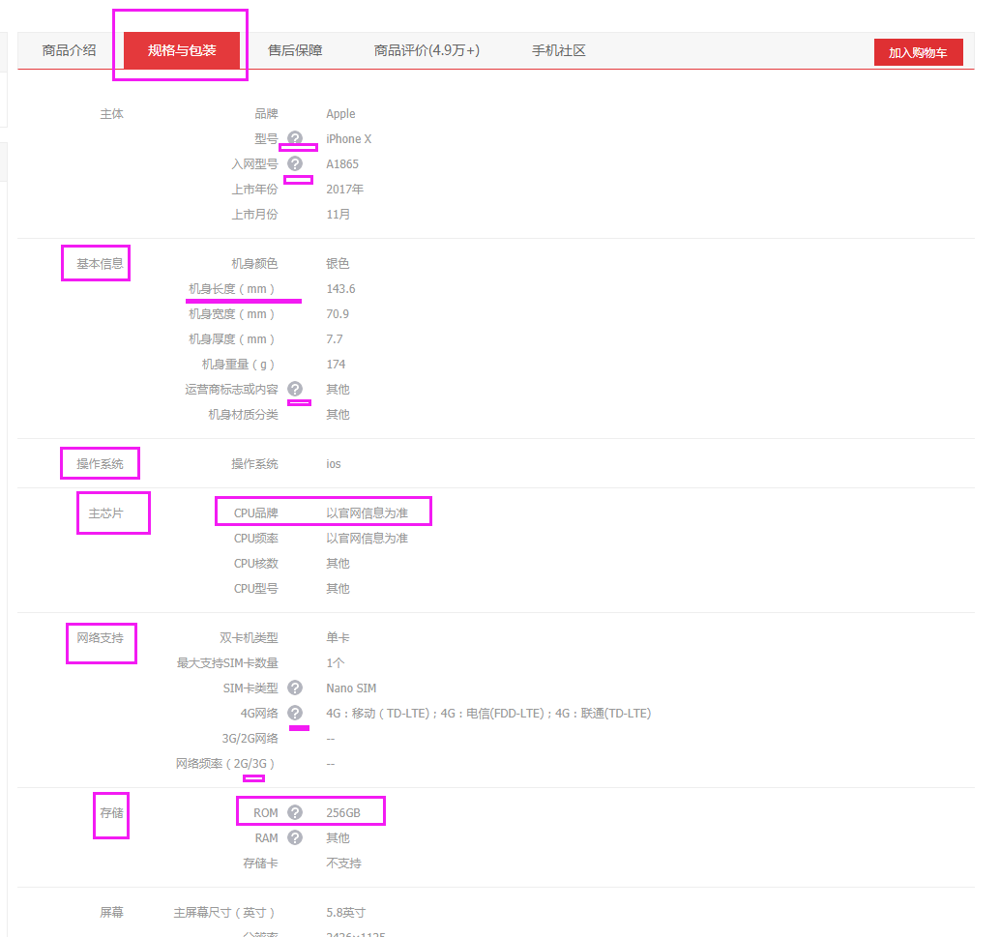 商品介绍 规格与包装 售后保障 商品评价(4.9万+) 手机社区 加入购物车
主体 品牌 Apple
型号 ? iPhone X
入网型号 ? A1865
上市年份 2017年
上市月份 11月
基本信息 机身颜色 银色
机身长度（mm） 143.6
机身宽度（mm） 70.9
机身厚度（mm） 7.7
机身重量（g） 174
运营商标志或内容 ? 其他
机身材质分类 其他
操作系统 操作系统 ios
主芯片 CPU品牌 以官网信息为准
CPU频率 以官网信息为准
CPU核数 其他
CPU型号 其他
网络支持 双卡机类型 单卡
最大支持SIM卡数量 1个
SIM卡类型 ? Nano SIM
4G网络 ? 4G：移动（TD-LTE)；4G：电信(FDD-LTE)；4G：联通(TD-LTE)
3G/2G网络 --
网络频率（2G/3G） --
存储 ROM ? 256GB
RAM ? 其他
存储卡 不支持
屏幕 主屏幕尺寸（英寸） 5.8英寸